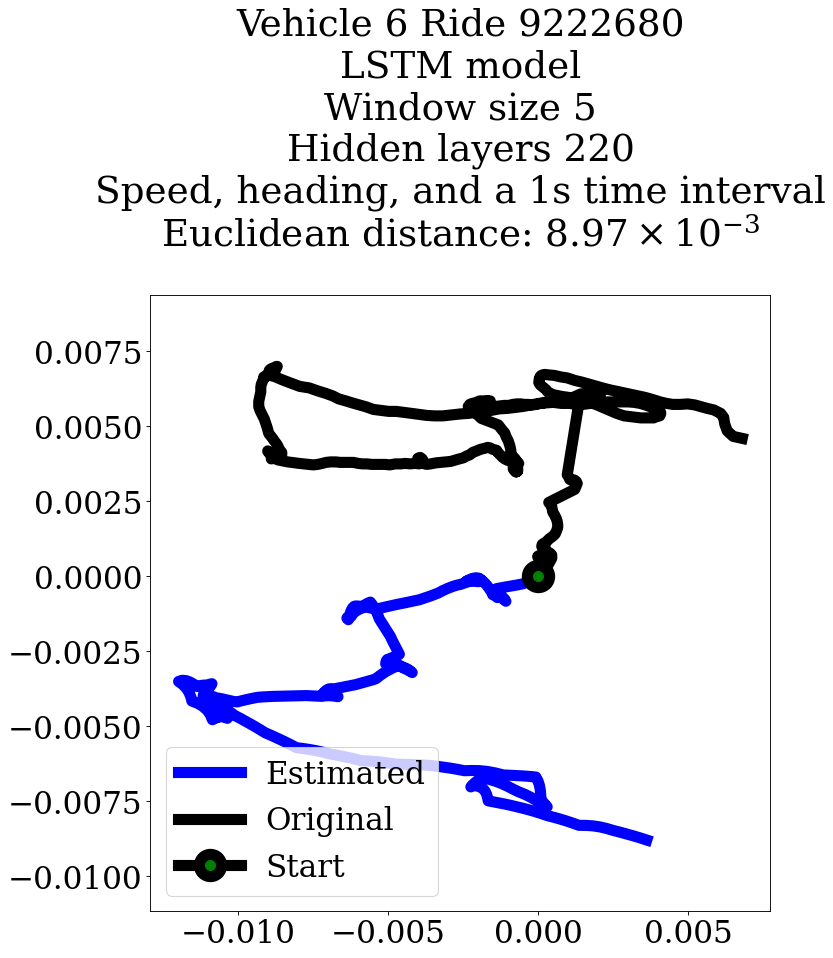 Vehicle 6 Ride 9222680
LSTM model
Window size 5
Hidden layers 220
Speed, heading, and a 1s time interval
Euclidean distance: 8.97 × 10⁻³
0.0075
0.0050
0.0025
0.0000
−0.0025
−0.0050
−0.0075
−0.0100
Estimated
Original
Start
−0.010 −0.005 0.000 0.005